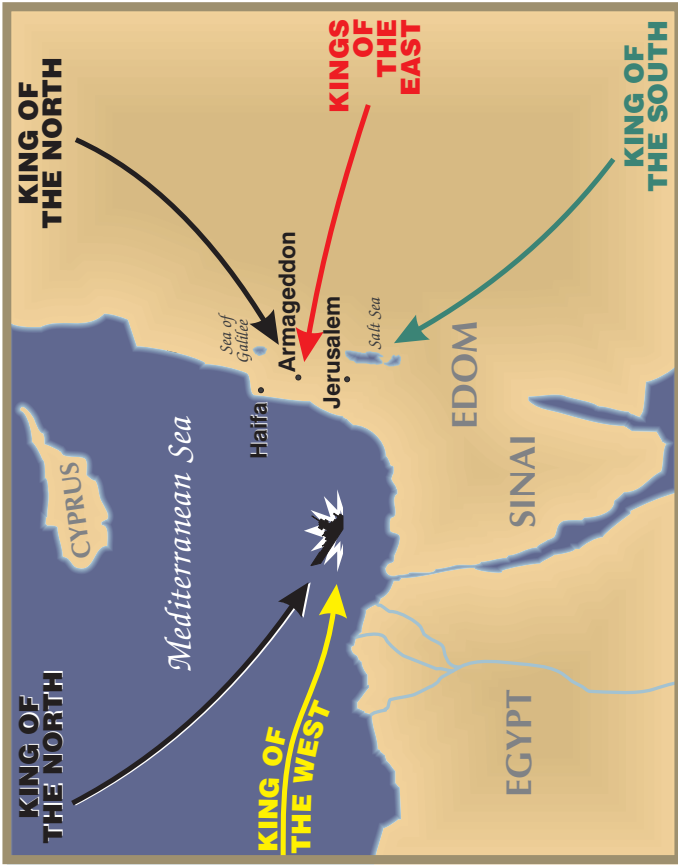 KING OF
THE NORTH
KING OF
THE NORTH
CYPRUS
Mediterranean Sea
Sea of
Galilee
Haifa
Armageddon
KING OF
THE WEST
Jerusalem
KINGS
OF
THE
EAST
Salt Sea
EDOM
EGYPT
SINAI
KING OF
THE SOUTH